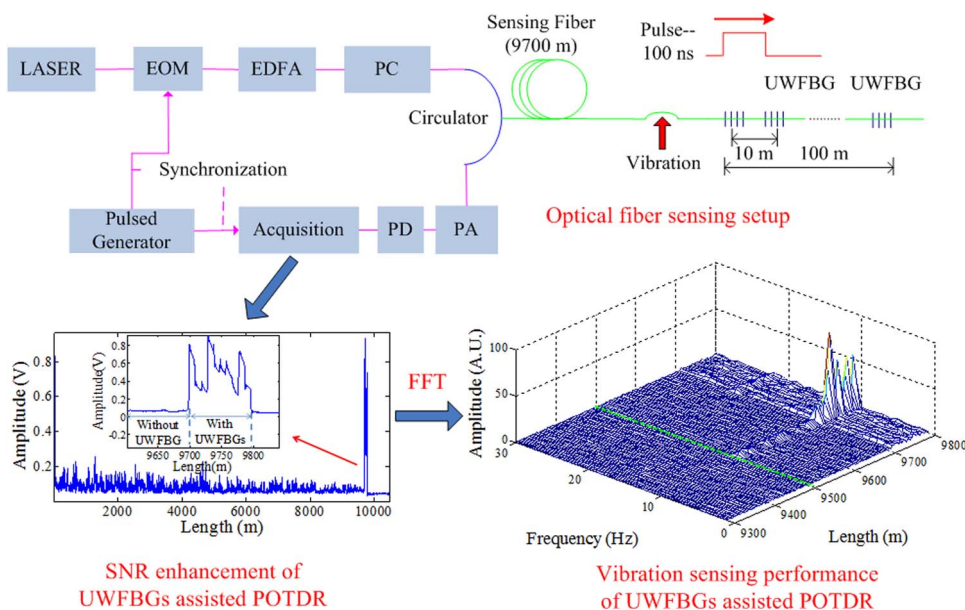 Sensing Fiber
(9700 m)
Pulse--
100 ns
LASER
EOM
EDFA
PC
UWFBG
UWFBG
Circulator
10 m
100 m
Vibration
Synchronization
Pulsed
Generator
Acquisition
PD
PA
Optical fiber sensing setup
Amplitude(V)
0.8
0.6
0.4
0.2
2000
4000
6000
8000
10000
Length (m)
Amplitude(V)
0.8
0.6
0.4
0.2
0
-0.2
Without
UWFBG
With
UWFBGs
9650
9700
9750
9800
Length(m)
FFT
Amplitude (A.U.)
100
50
0
30
20
10
0
Frequency (Hz)
9300
9400
9500
9600
9700
9800
Length (m)
SNR enhancement of
UWFBGs assisted POTDR
Vibration sensing performance
of UWFBGs assisted POTDR